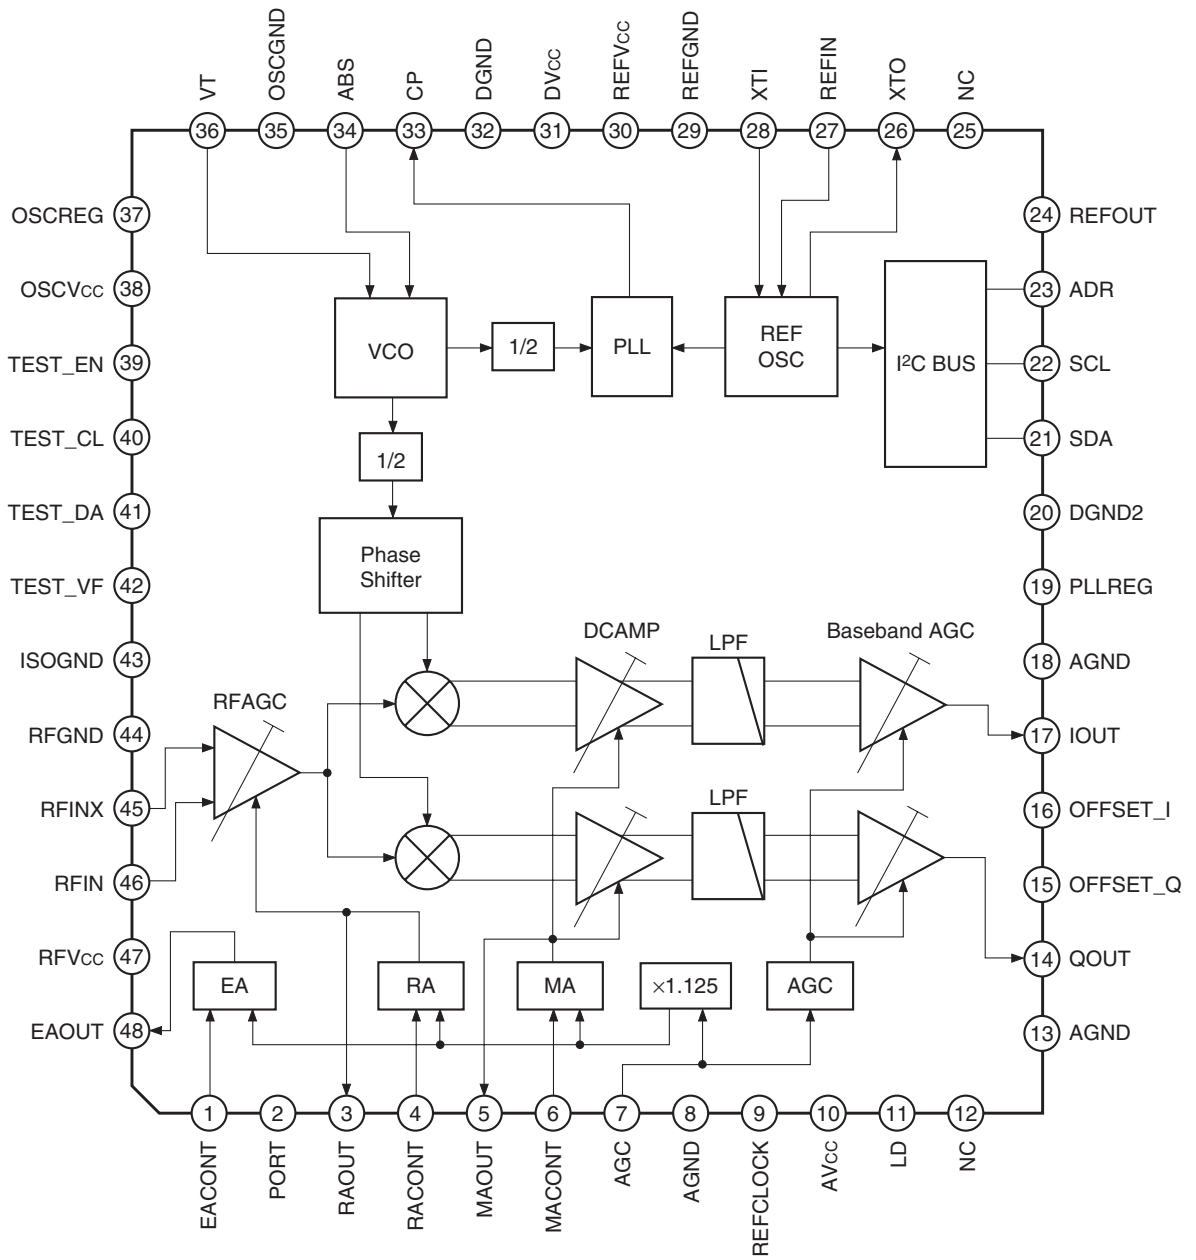 VT
OSCGND
ABS
CP
DGND
DVCC
REFVCC
REFGND
XTI
REFIN
XTO
NC
36
35
34
33
32
31
30
29
28
27
26
25
OSCREG 37
OSCVCC 38
TEST_EN 39
TEST_CL 40
TEST_DA 41
TEST_VF 42
ISOGND 43
RFGND 44
RFINX 45
RFIN 46
RFVCC 47
EAOUT 48
24 REFOUT
23 ADR
22 SCL
21 SDA
20 DGND2
19 PLLREG
18 AGND
17 IOUT
16 OFFSET_I
15 OFFSET_Q
14 QOUT
13 AGND
VCO
1/2
PLL
REF
OSC
I²C BUS
1/2
Phase
Shifter
DCAMP
LPF
Baseband AGC
RFAGC
LPF
EA
RA
MA
×1.125
AGC
1
2
3
4
5
6
7
8
9
10
11
12
EACONT
PORT
RAOUT
RACONT
MAOUT
MACONT
AGC
AGND
REFCLOCK
AVCC
LD
NC